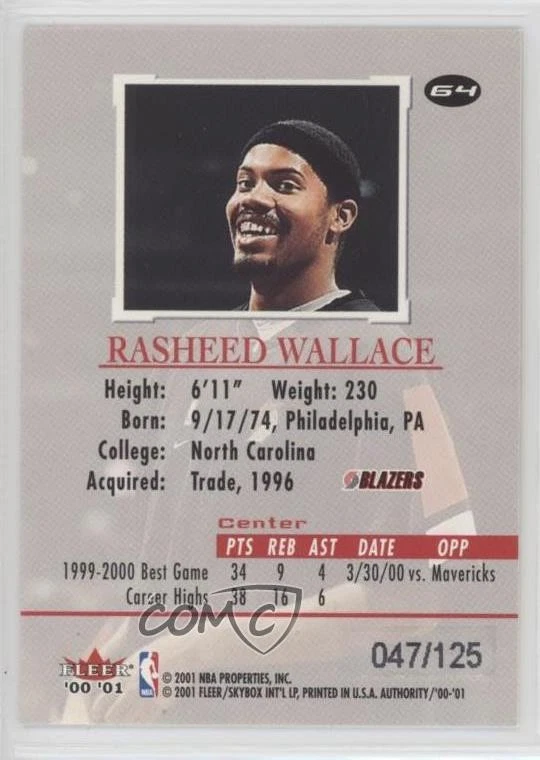 64
RASHEED WALLACE
Height: 6'11" Weight: 230
Born: 9/17/74, Philadelphia, PA
College: North Carolina
Acquired: Trade, 1996
BLAZERS
Center
PTS REB AST DATE OPP
1999-2000 Best Game 34 9 4 3/30/00 vs. Mavericks
Career Highs 38 16 6
COMC
047/125
FLEER
'00 '01
NBA
© 2001 NBA PROPERTIES, INC.
© 2001 FLEER/SKYBOX INT'L LP, PRINTED IN U.S.A. AUTHORITY/'00-'01